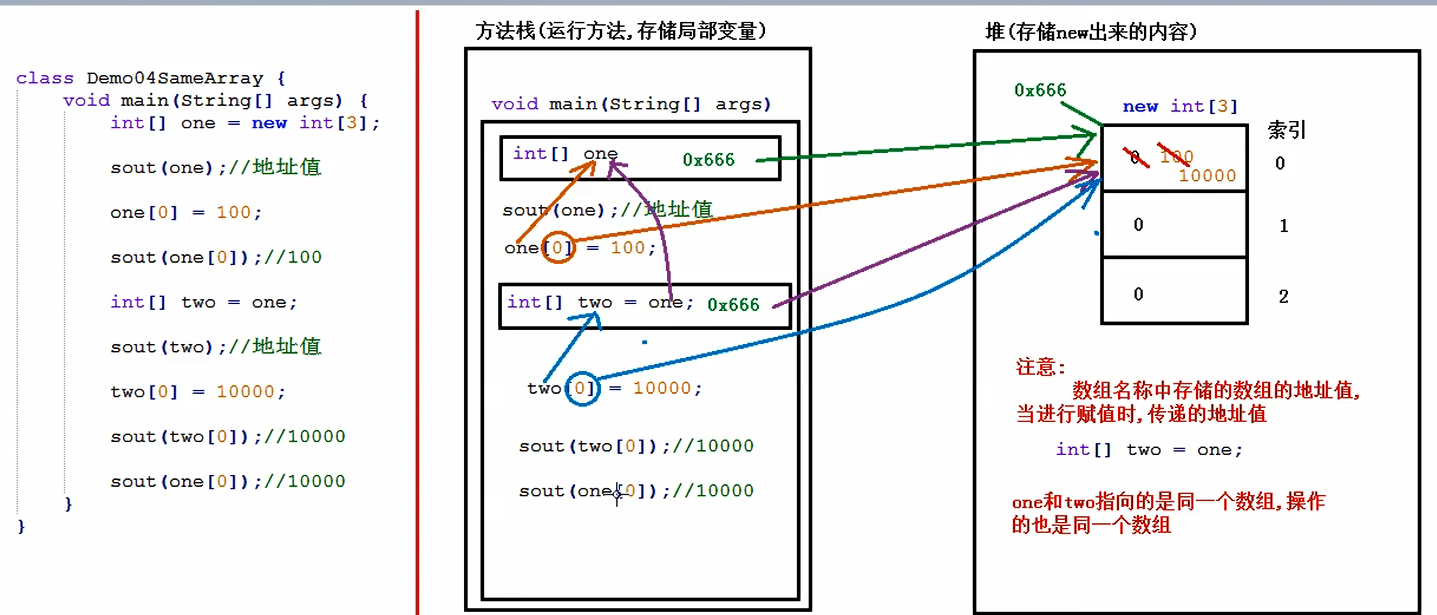 class Demo04SameArray {
void main(String[] args) {
int[] one = new int[3];
sout(one);//地址值
one[0] = 100;
sout(one[0]);//100
int[] two = one;
sout(two);//地址值
two[0] = 10000;
sout(two[0]);//10000
sout(one[0]);//10000
}
}
方法栈(运行方法,存储局部变量)
void main(String[] args)
int[] one 0x666
sout(one);//地址值
one[0] = 100;
int[] two = one; 0x666
two[0] = 10000;
sout(two[0]);//10000
sout(one[0]);//10000
堆(存储new出来的内容)
0x666
new int[3]
索引
0 100 0
10000
0 1
0 2
注意:
数组名称中存储的数组的地址值,
当进行赋值时,传递的地址值
int[] two = one;
one和two指向的是同一个数组,操作
的也是同一个数组